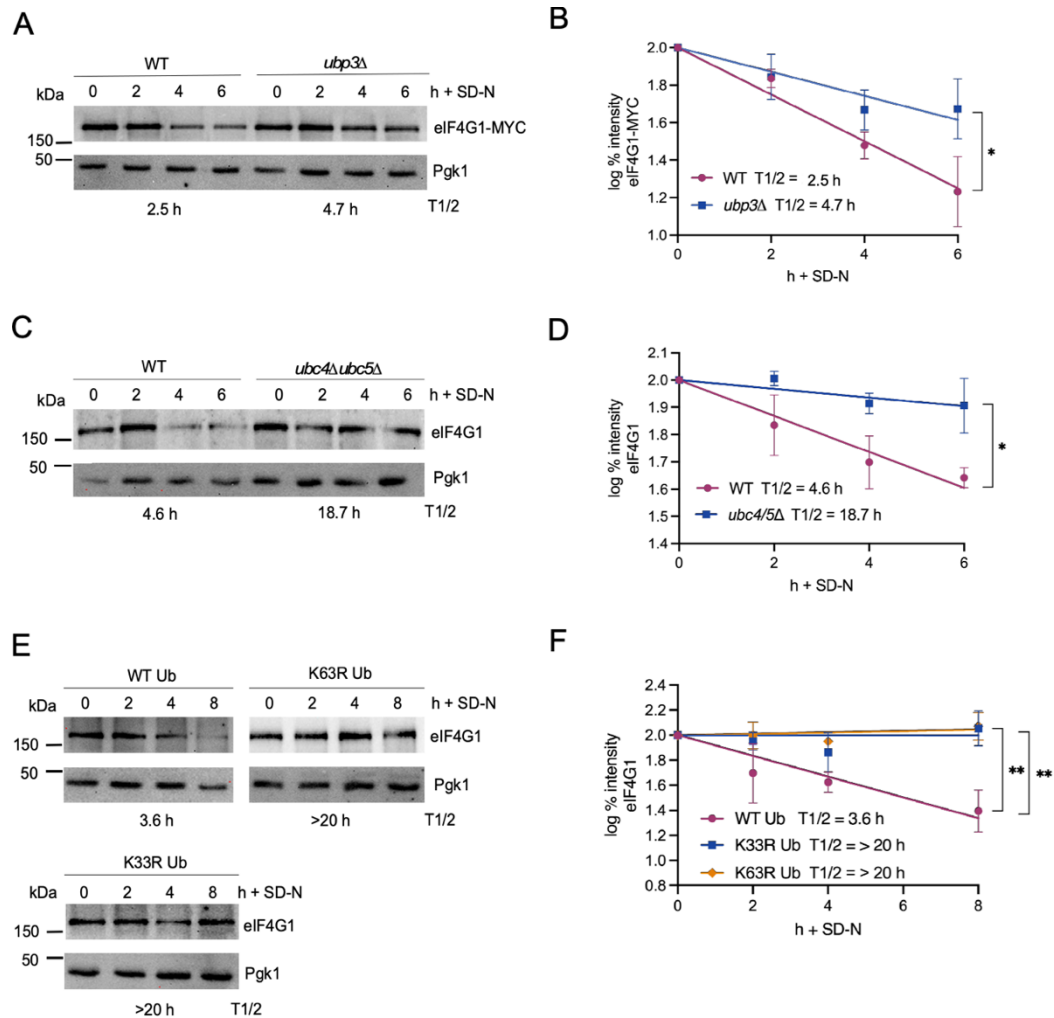 A
WT ubp3Δ
kDa 0 2 4 6 0 2 4 6 h + SD-N
eIF4G1-MYC
150
50
Pgk1
2.5 h 4.7 h T1/2
B
log % intensity
eIF4G1-MYC
2.0
1.8
1.6
1.4
1.2
1.0
WT T1/2 = 2.5 h
ubp3Δ T1/2 = 4.7 h
*
0 2 4 6
h + SD-N
C
WT ubc4Δubc5Δ
kDa 0 2 4 6 0 2 4 6 h + SD-N
eIF4G1
150
50
Pgk1
4.6 h 18.7 h T1/2
D
log % intensity
eIF4G1
2.1
2.0
1.9
1.8
1.7
1.6
1.5
1.4
WT T1/2 = 4.6 h
ubc4/5Δ T1/2 = 18.7 h
*
0 2 4 6
h + SD-N
E
WT Ub K63R Ub
kDa 0 2 4 8 0 2 4 8 h + SD-N
eIF4G1
150
50
Pgk1
3.6 h >20 h T1/2
K33R Ub
kDa 0 2 4 8 h + SD-N
eIF4G1
150
50
Pgk1
>20 h T1/2
F
log % intensity
eIF4G1
2.4
2.2
2.0
1.8
1.6
1.4
1.2
1.0
0.8
WT Ub T1/2 = 3.6 h
K33R Ub T1/2 = > 20 h
K63R Ub T1/2 = > 20 h
** **
0 2 4 6 8
h + SD-N